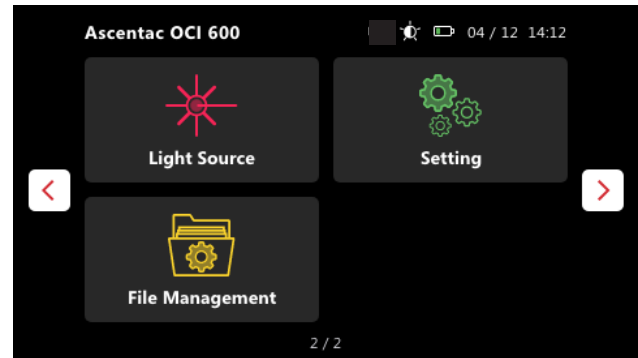 Ascentac OCI 600 04 / 12 14:12
Light Source Setting
File Management
2 / 2